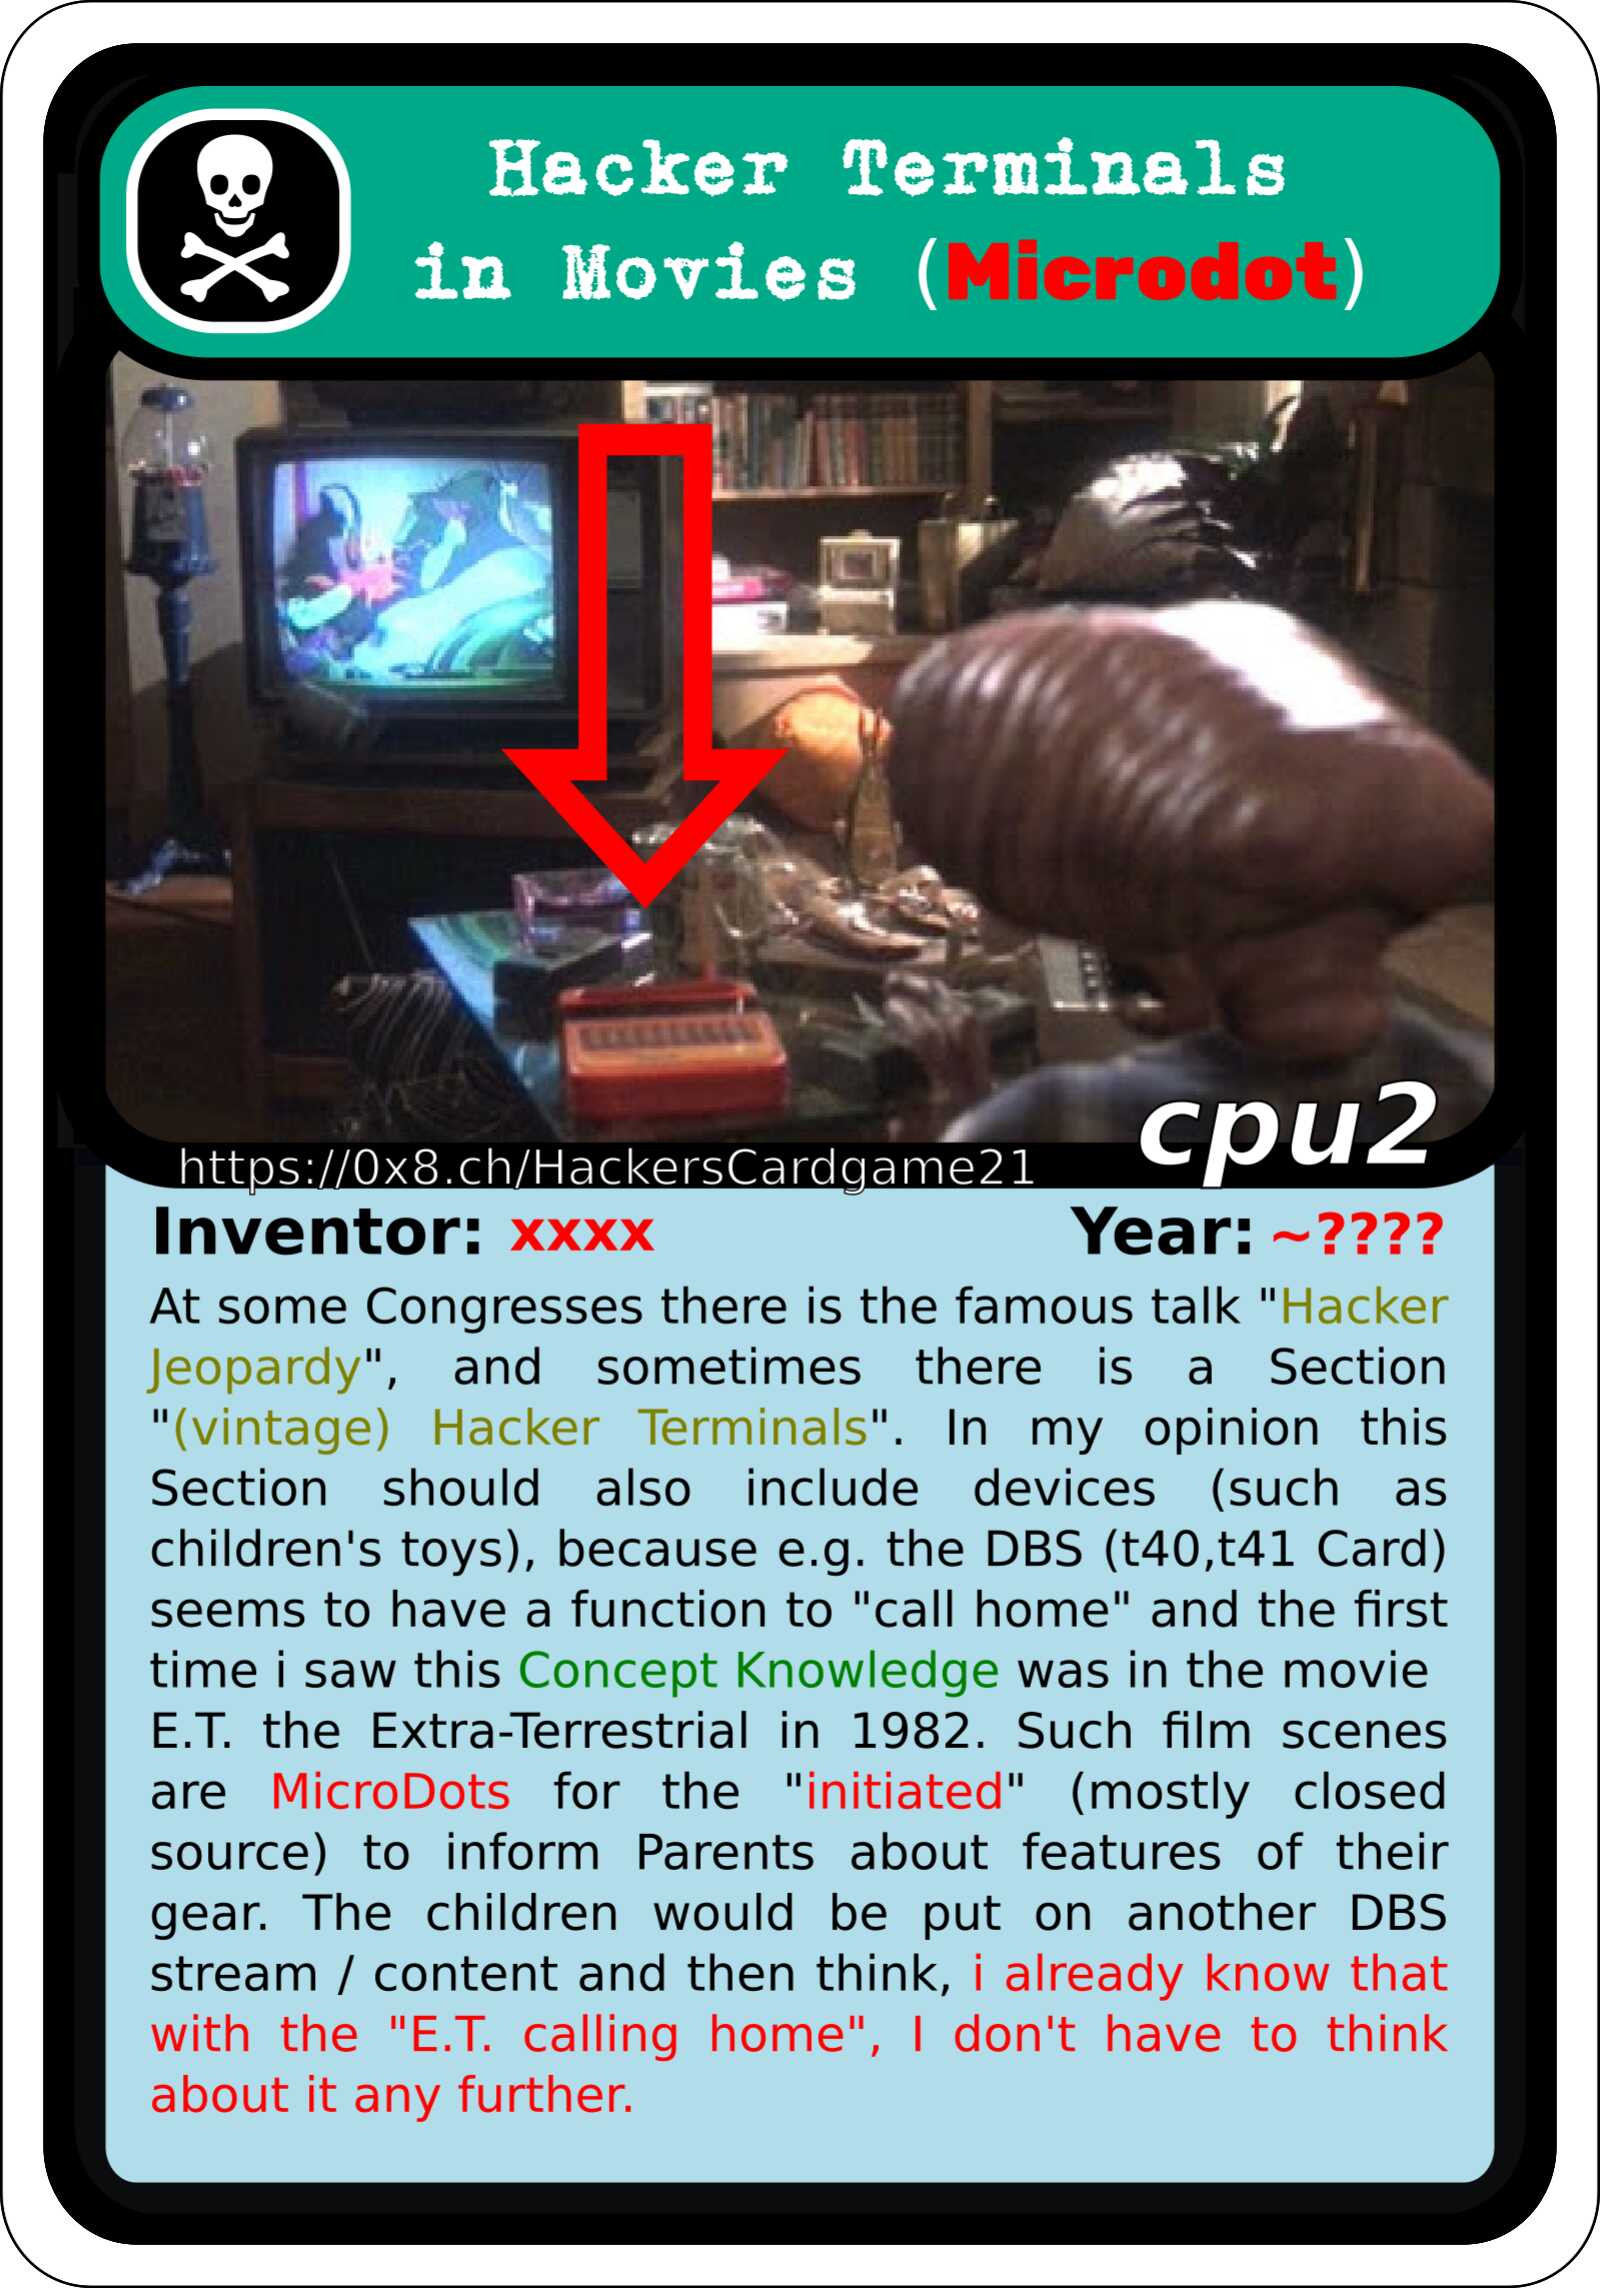 Hacker Terminals
in Movies (Microdot)
cpu2
https://0x8.ch/HackersCardgame21
Inventor: xxxx Year: ~????
At some Congresses there is the famous talk "Hacker
Jeopardy", and sometimes there is a Section
"(vintage) Hacker Terminals". In my opinion this
Section should also include devices (such as
children's toys), because e.g. the DBS (t40,t41 Card)
seems to have a function to "call home" and the first
time i saw this Concept Knowledge was in the movie
E.T. the Extra-Terrestrial in 1982. Such film scenes
are MicroDots for the "initiated" (mostly closed
source) to inform Parents about features of their
gear. The children would be put on another DBS
stream / content and then think, i already know that
with the "E.T. calling home", I don't have to think
about it any further.